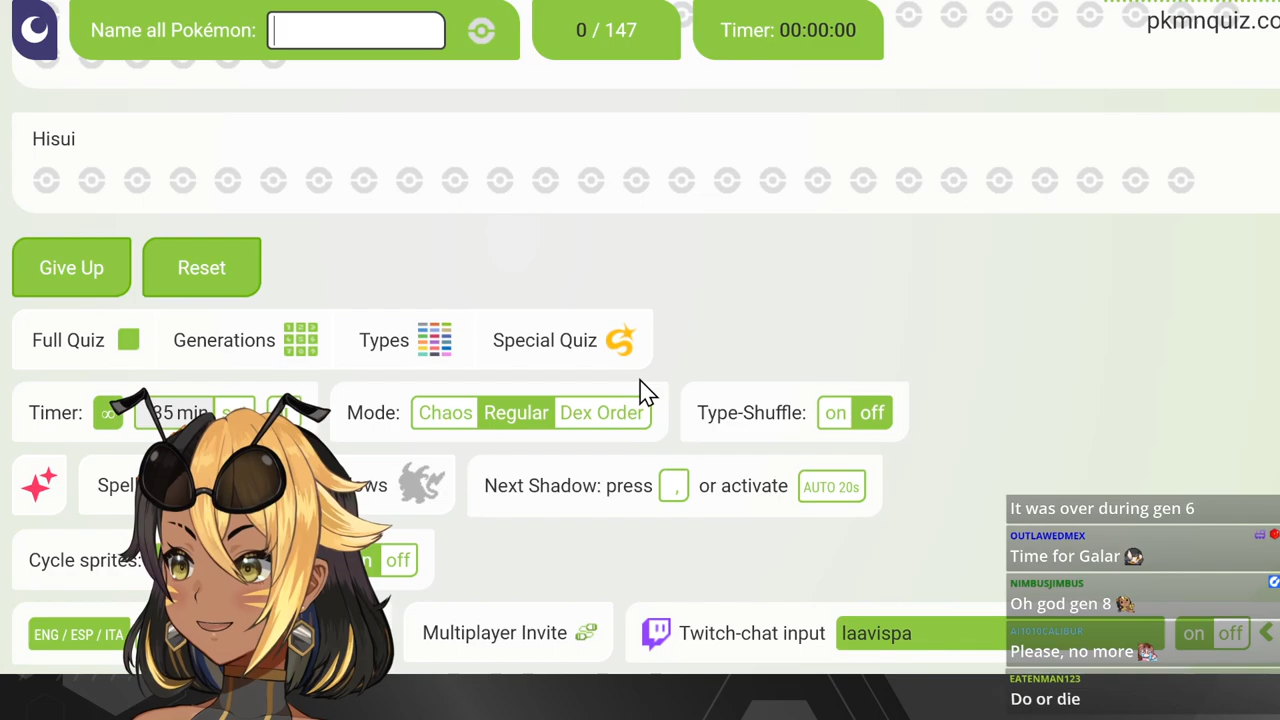 Name all Pokémon:
0 / 147
Timer: 00:00:00
pkmnquiz.co
Hisui
Give Up
Reset
Full Quiz
Generations
Types
Special Quiz
Timer: ∞ 35 min
Mode: Chaos Regular Dex Order
Type-Shuffle: on off
Spell
ws
Next Shadow: press , or activate AUTO 20s
Cycle sprites:
n off
ENG / ESP / ITA
Multiplayer Invite
Twitch-chat input laavispa on off
It was over during gen 6
OUTLAWEDMEX
Time for Galar
NIMBUSJIMBUS
Oh god gen 8
Please, no more
EATENMAN123
Do or die